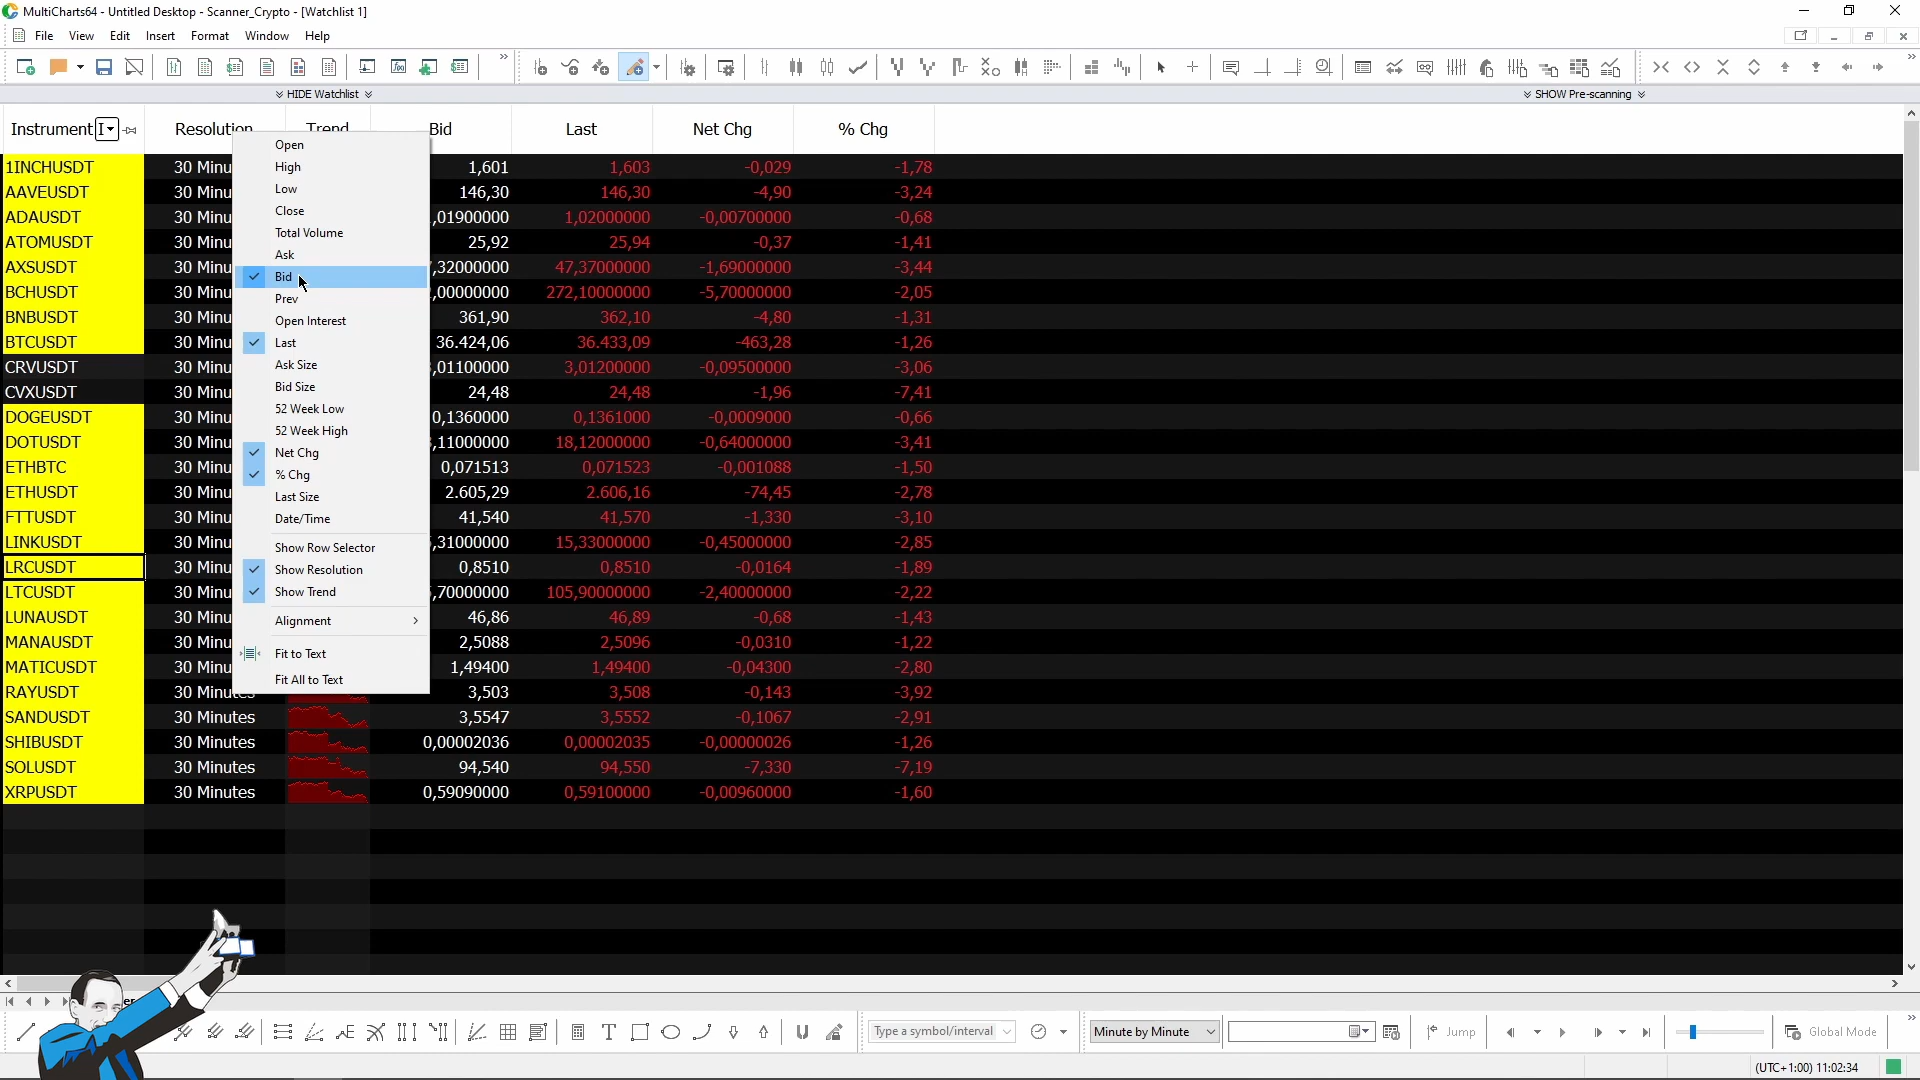 MultiCharts64 - Untitled Desktop - Scanner_Crypto - [Watchlist 1]
File View Edit Insert Format Window Help
HIDE Watchlist SHOW Pre-scanning
Instrument Resolution Trend Bid Last Net Chg % Chg
1INCHUSDT 30 Minu 1,601 1,603 -0,029 -1,78
AAVEUSDT 30 Minu 146,30 146,30 -4,90 -3,24
ADAUSDT 30 Minu ,01900000 1,02000000 -0,00700000 -0,68
ATOMUSDT 30 Minu 25,92 25,94 -0,37 -1,41
AXSUSDT 30 Minu ,32000000 47,37000000 -1,69000000 -3,44
BCHUSDT 30 Minu ,00000000 272,10000000 -5,70000000 -2,05
BNBUSDT 30 Minu 361,90 362,10 -4,80 -1,31
BTCUSDT 30 Minu 36.424,06 36.433,09 -463,28 -1,26
CRVUSDT 30 Minu ,01100000 3,01200000 -0,09500000 -3,06
CVXUSDT 30 Minu 24,48 24,48 -1,96 -7,41
DOGEUSDT 30 Minu 0,1360000 0,1361000 -0,0009000 -0,66
DOTUSDT 30 Minu ,11000000 18,12000000 -0,64000000 -3,41
ETHBTC 30 Minu 0,071513 0,071523 -0,001088 -1,50
ETHUSDT 30 Minu 2.605,29 2.606,16 -74,45 -2,78
FTTUSDT 30 Minu 41,540 41,570 -1,330 -3,10
LINKUSDT 30 Minu ,31000000 15,33000000 -0,45000000 -2,85
LRCUSDT 30 Minu 0,8510 0,8510 -0,0164 -1,89
LTCUSDT 30 Minu ,70000000 105,90000000 -2,40000000 -2,22
LUNAUSDT 30 Minu 46,86 46,89 -0,68 -1,43
MANAUSDT 30 Minu 2,5088 2,5096 -0,0310 -1,22
MATICUSDT 30 Minu 1,49400 1,49400 -0,04300 -2,80
RAYUSDT 30 Minutes 3,503 3,508 -0,143 -3,92
SANDUSDT 30 Minutes 3,5547 3,5552 -0,1067 -2,91
SHIBUSDT 30 Minutes 0,00002036 0,00002035 -0,00000026 -1,26
SOLUSDT 30 Minutes 94,540 94,550 -7,330 -7,19
XRPUSDT 30 Minutes 0,59090000 0,59100000 -0,00960000 -1,60
Open
High
Low
Close
Total Volume
Ask
Bid
Prev
Open Interest
Last
Ask Size
Bid Size
52 Week Low
52 Week High
Net Chg
% Chg
Last Size
Date/Time
Show Row Selector
Show Resolution
Show Trend
Alignment
Fit to Text
Fit All to Text
Type a symbol/interval Minute by Minute Jump Global Mode
(UTC+1:00) 11:02:34